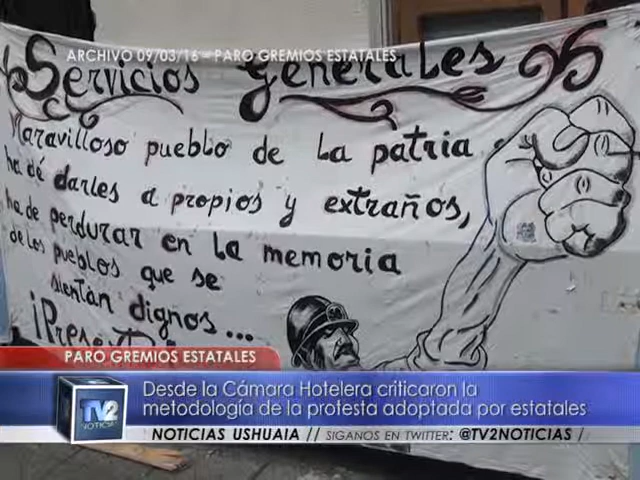 ARCHIVO 09/03/16 - PARO GREMIOS ESTATALES
Servicios Generales
Maravilloso pueblo de la patria
ha de darles a propios y extraños,
ha de perdurar en la memoria
de los pueblos que se
sientan dignos...
PARO GREMIOS ESTATALES
Desde la Cámara Hotelera criticaron la
metodología de la protesta adoptada por estatales
TV2
NOTICIAS
NOTICIAS USHUAIA // SIGANOS EN TWITTER: @TV2NOTICIAS /